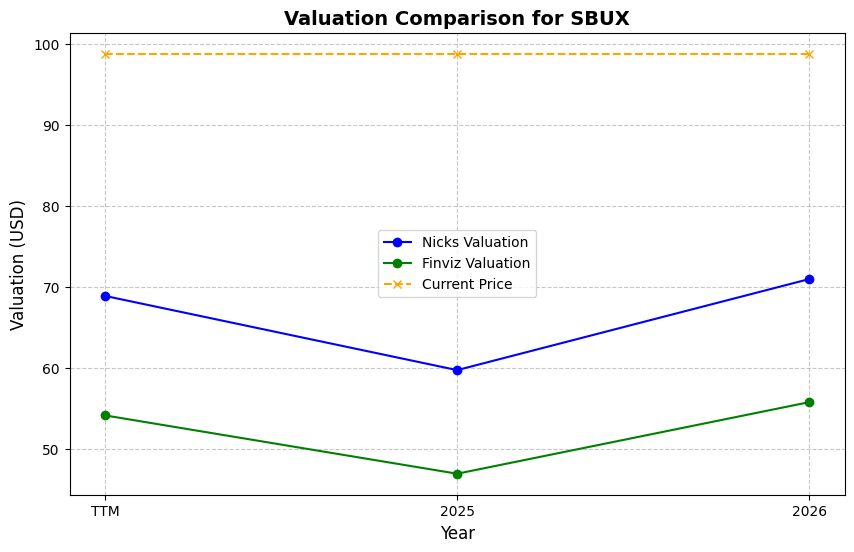 Valuation Comparison for SBUX
100
90
80
70
60
50
Valuation (USD)
Nicks Valuation
Finviz Valuation
Current Price
TTM
2025
2026
Year